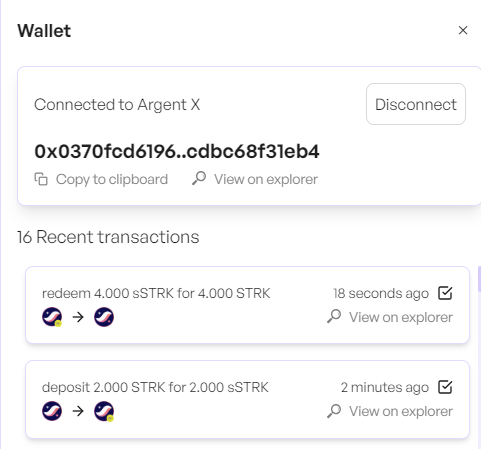 Wallet
Connected to Argent X
Disconnect
0x0370fcd6196..cdbc68f31eb4
Copy to clipboard
View on explorer
16 Recent transactions
redeem 4.000 sSTRK for 4.000 STRK
18 seconds ago
View on explorer
deposit 2.000 STRK for 2.000 sSTRK
2 minutes ago
View on explorer